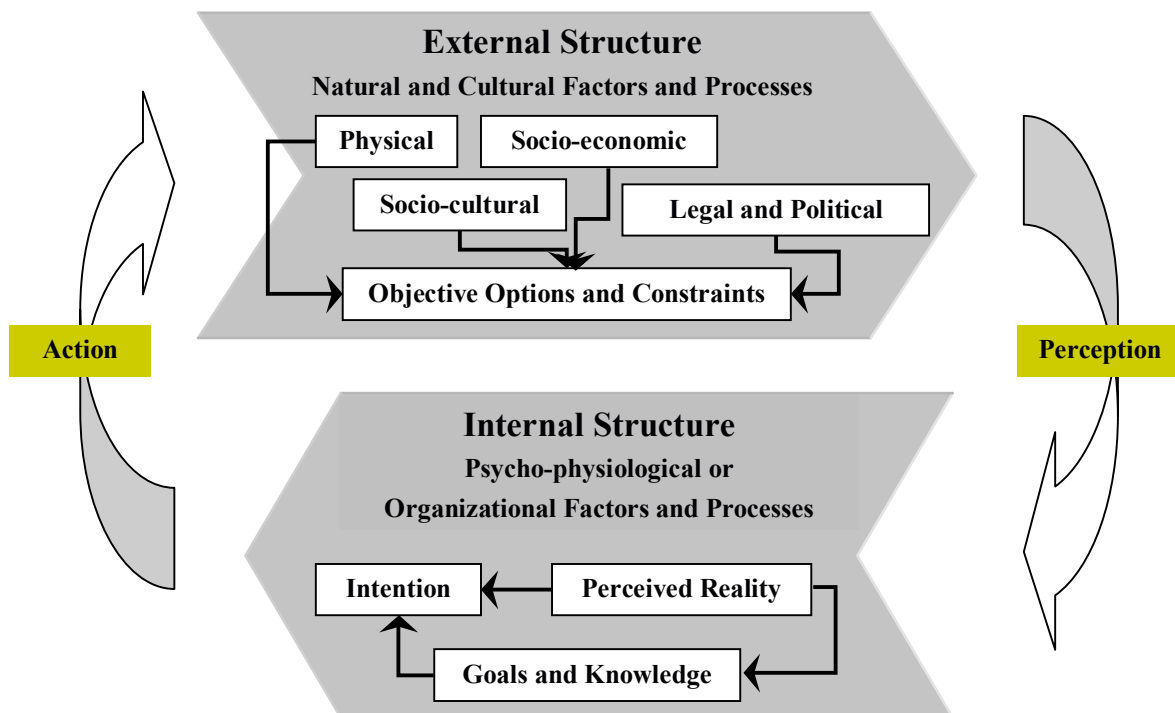 External Structure
Natural and Cultural Factors and Processes
Physical
Socio-economic
Socio-cultural
Legal and Political
Objective Options and Constraints
Action
Perception
Internal Structure
Psycho-physiological or
Organizational Factors and Processes
Intention
Perceived Reality
Goals and Knowledge